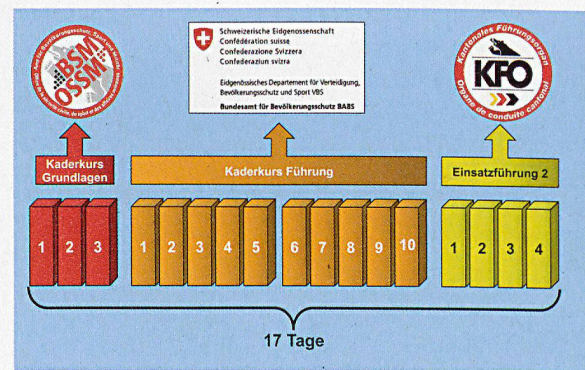 BSM
OSSM
Schweizerische Eidgenossenschaft
Confédération suisse
Confederazione Svizzera
Confederaziun svizra
Eidgenössisches Departement für Verteidigung,
Bevölkerungsschutz und Sport VBS
Bundesamt für Bevölkerungsschutz BABS
Kantonales Führungsorgan
KFO
Organe de conduite cantonal
Kaderkurs
Grundlagen
Kaderkurs Führung
Einsatzführung 2
1 2 3
1 2 3 4 5
6 7 8 9 10
1 2 3 4
17 Tage